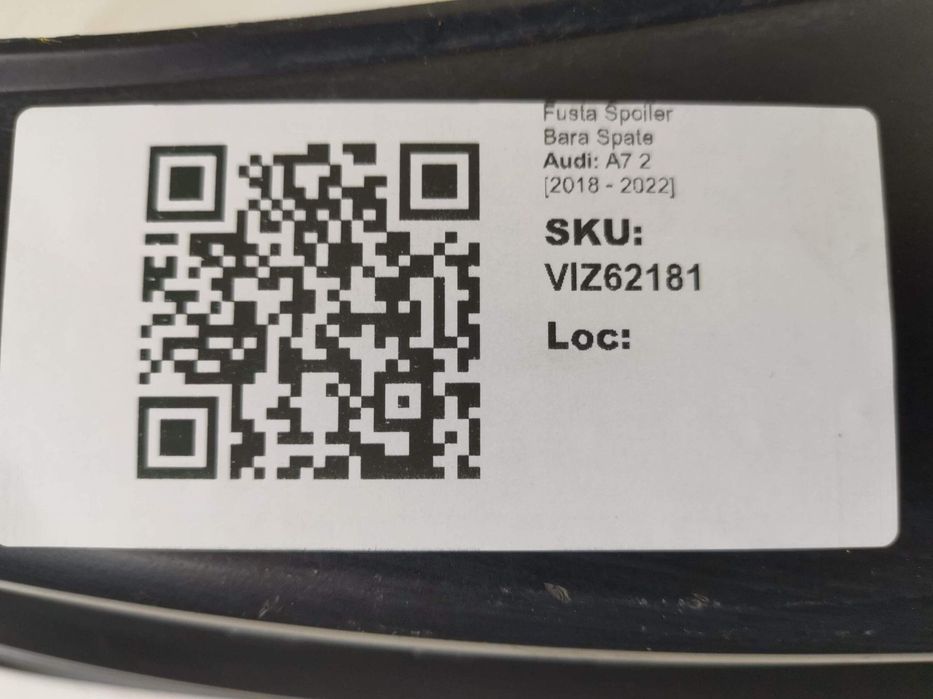 Fusta Spoiler
Bara Spate
Audi: A7 2
[2018 - 2022]
SKU:
VIZ62181
Loc: